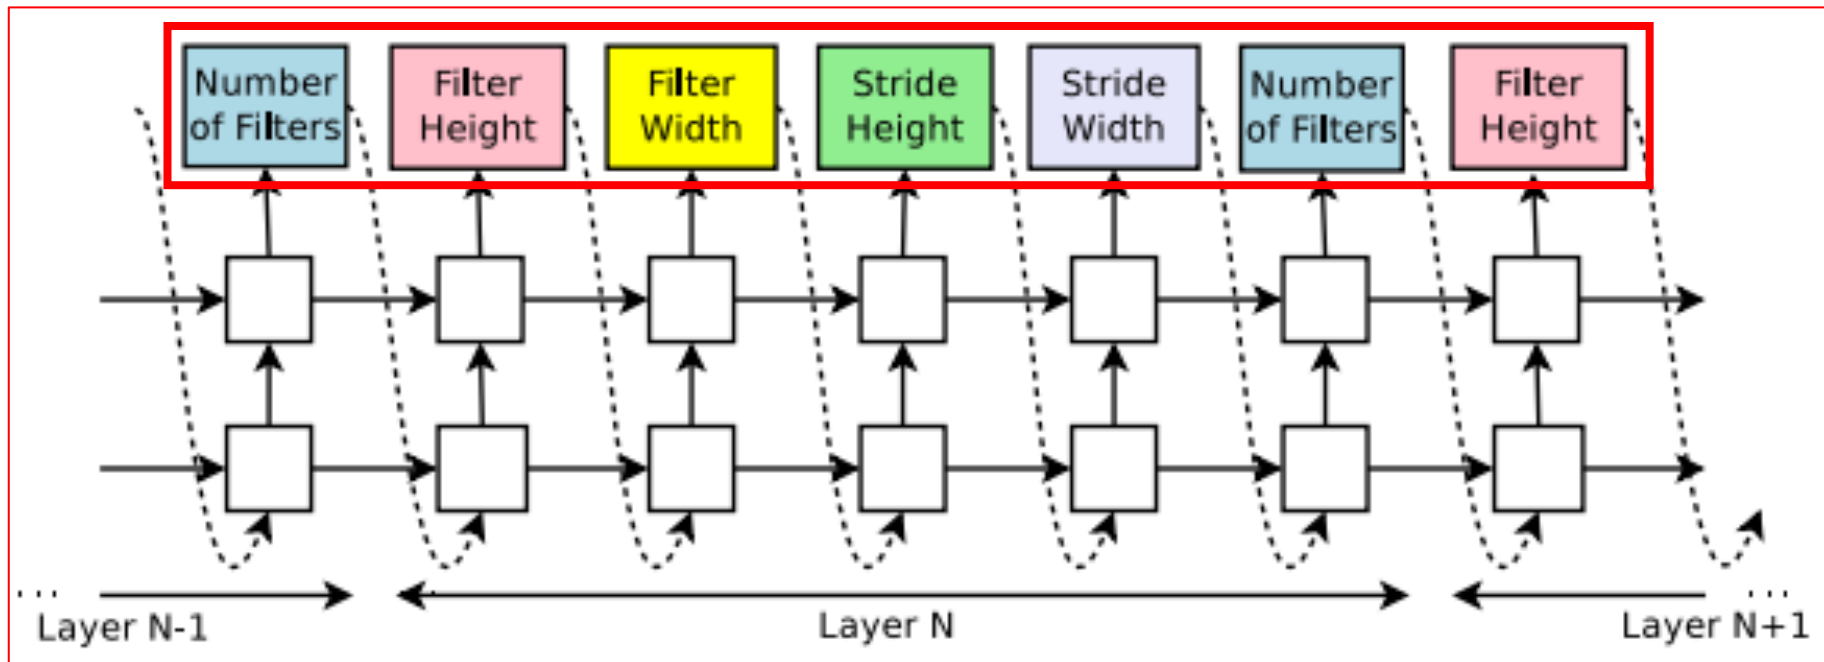 Number
of Filters
Filter
Height
Filter
Width
Stride
Height
Stride
Width
Number
of Filters
Filter
Height
... Layer N-1
Layer N
... Layer N+1